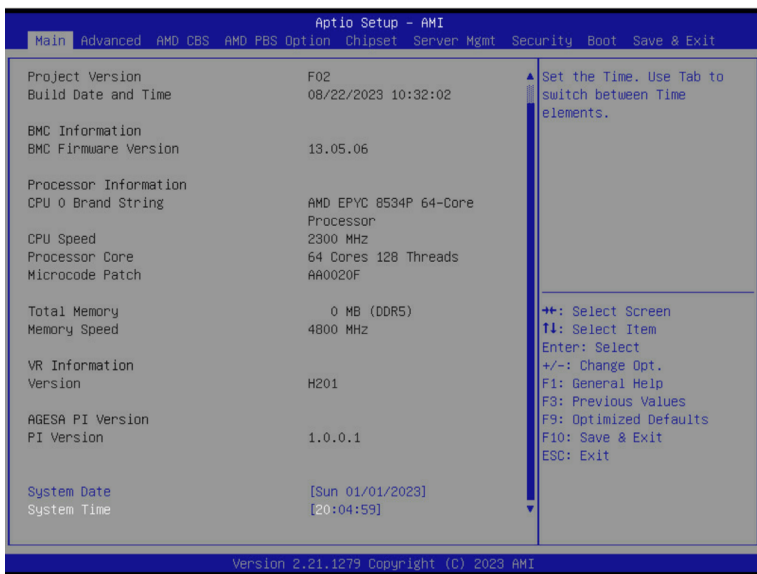 Aptio Setup - AMI
Main Advanced AMD CBS AMD PBS Option Chipset Server Mgmt Security Boot Save & Exit
Project Version F02
Build Date and Time 08/22/2023 10:32:02
BMC Information
BMC Firmware Version 13.05.06
Processor Information
CPU 0 Brand String AMD EPYC 8534P 64-Core
Processor
CPU Speed 2300 MHz
Processor Core 64 Cores 128 Threads
Microcode Patch AA0020F
Total Memory 0 MB (DDR5)
Memory Speed 4800 MHz
VR Information
Version H201
AGESA PI Version
PI Version 1.0.0.1
System Date [Sun 01/01/2023]
System Time [20:04:59]
Set the Time. Use Tab to
switch between Time
elements.
→←: Select Screen
↑↓: Select Item
Enter: Select
+/-: Change Opt.
F1: General Help
F3: Previous Values
F9: Optimized Defaults
F10: Save & Exit
ESC: Exit
Version 2.21.1279 Copyright (C) 2023 AMI